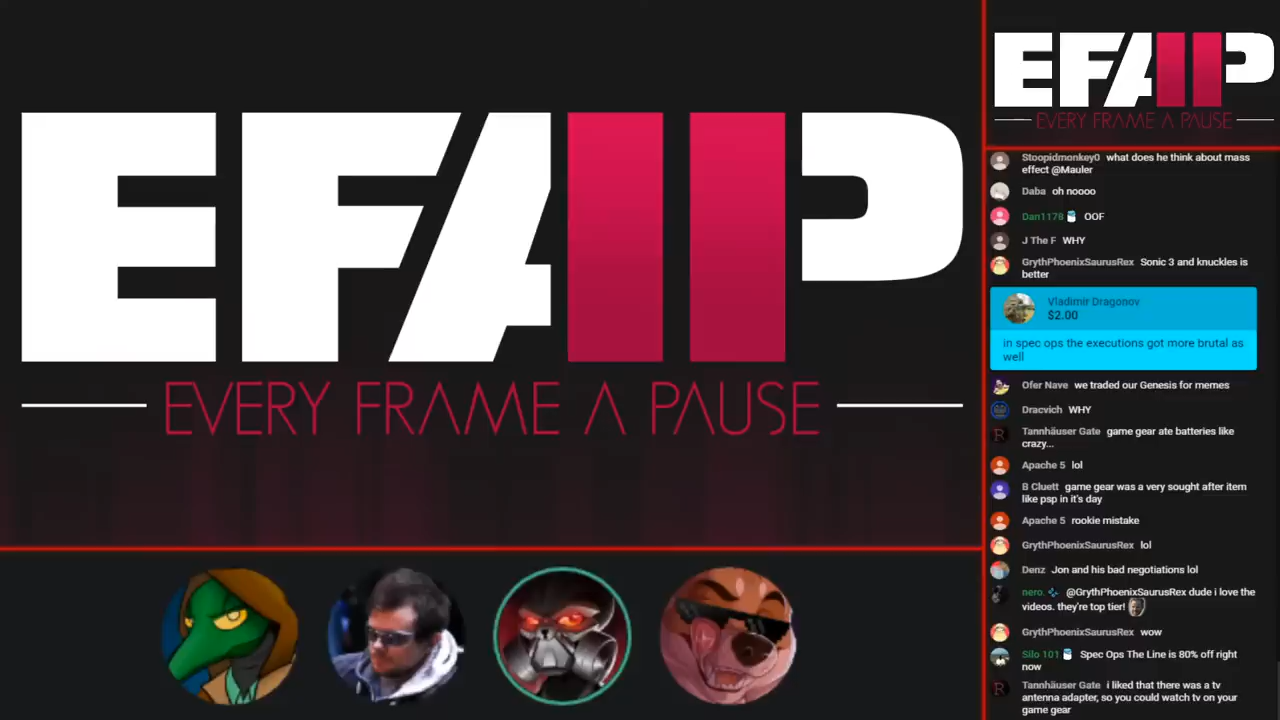 EFAP
EVERY FRAME A PAUSE
EFAP
EVERY FRAME A PAUSE
Stoopidmonkey0 what does he think about mass
effect @Mauler
Daba oh noooo
Dan1178 OOF
J The F WHY
GrythPhoenixSaurusRex Sonic 3 and knuckles is
better
Vladimir Dragonov
$2.00
in spec ops the executions got more brutal as
well
Ofer Nave we traded our Genesis for memes
Dracvich WHY
Tannhäuser Gate game gear ate batteries like
crazy...
Apache 5 lol
B Cluett game gear was a very sought after item
like psp in it's day
Apache 5 rookie mistake
GrythPhoenixSaurusRex lol
Denz Jon and his bad negotiations lol
nero. @GrythPhoenixSaurusRex dude i love the
videos. they're top tier!
GrythPhoenixSaurusRex wow
Silo 101 Spec Ops The Line is 80% off right
now
Tannhäuser Gate i liked that there was a tv
antenna adapter, so you could watch tv on your
game gear